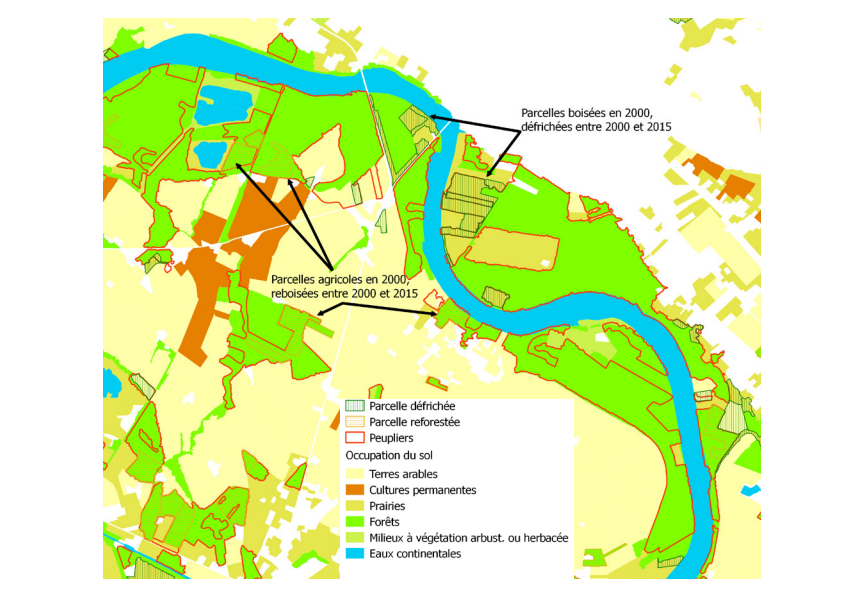 Parcelles boisées en 2000,
défrichées entre 2000 et 2015
Parcelles agricoles en 2000,
reboisées entre 2000 et 2015
Parcelle défrichée
Parcelle reforestée
Peupliers
Occupation du sol
Terres arables
Cultures permanentes
Prairies
Forêts
Milieux à végétation arbust. ou herbacée
Eaux continentales